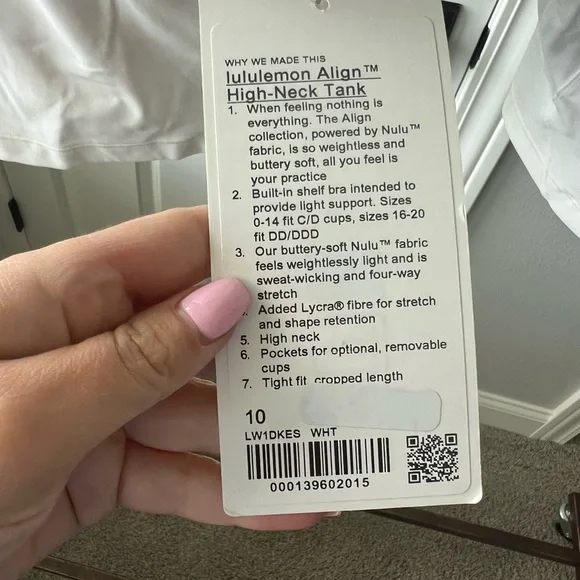 WHY WE MADE THIS
lululemon Align™
High-Neck Tank
1. When feeling nothing is
everything. The Align
collection, powered by Nulu™
fabric, is so weightless and
buttery soft, all you feel is
your practice
2. Built-in shelf bra intended to
provide light support. Sizes
0-14 fit C/D cups, sizes 16-20
fit DD/DDD
3. Our buttery-soft Nulu™ fabric
feels weightlessly light and is
sweat-wicking and four-way
stretch
Added Lycra® fibre for stretch
and shape retention
5. High neck
6. Pockets for optional, removable
cups
7. Tight fit, cropped length
10
LW1DKES WHT
000139602015